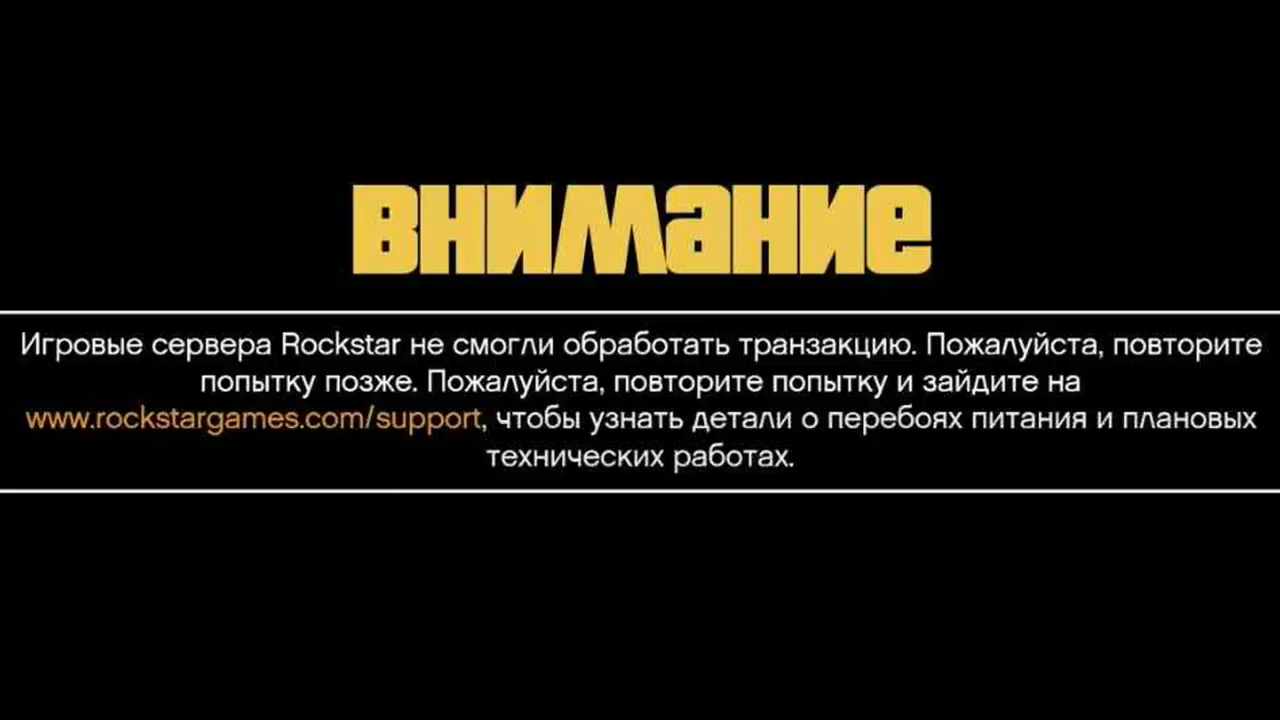 ВНИМАНИЕ
Игровые сервера Rockstar не смогли обработать транзакцию. Пожалуйста, повторите
попытку позже. Пожалуйста, повторите попытку и зайдите на
www.rockstargames.com/support, чтобы узнать детали о перебоях питания и плановых
технических работах.